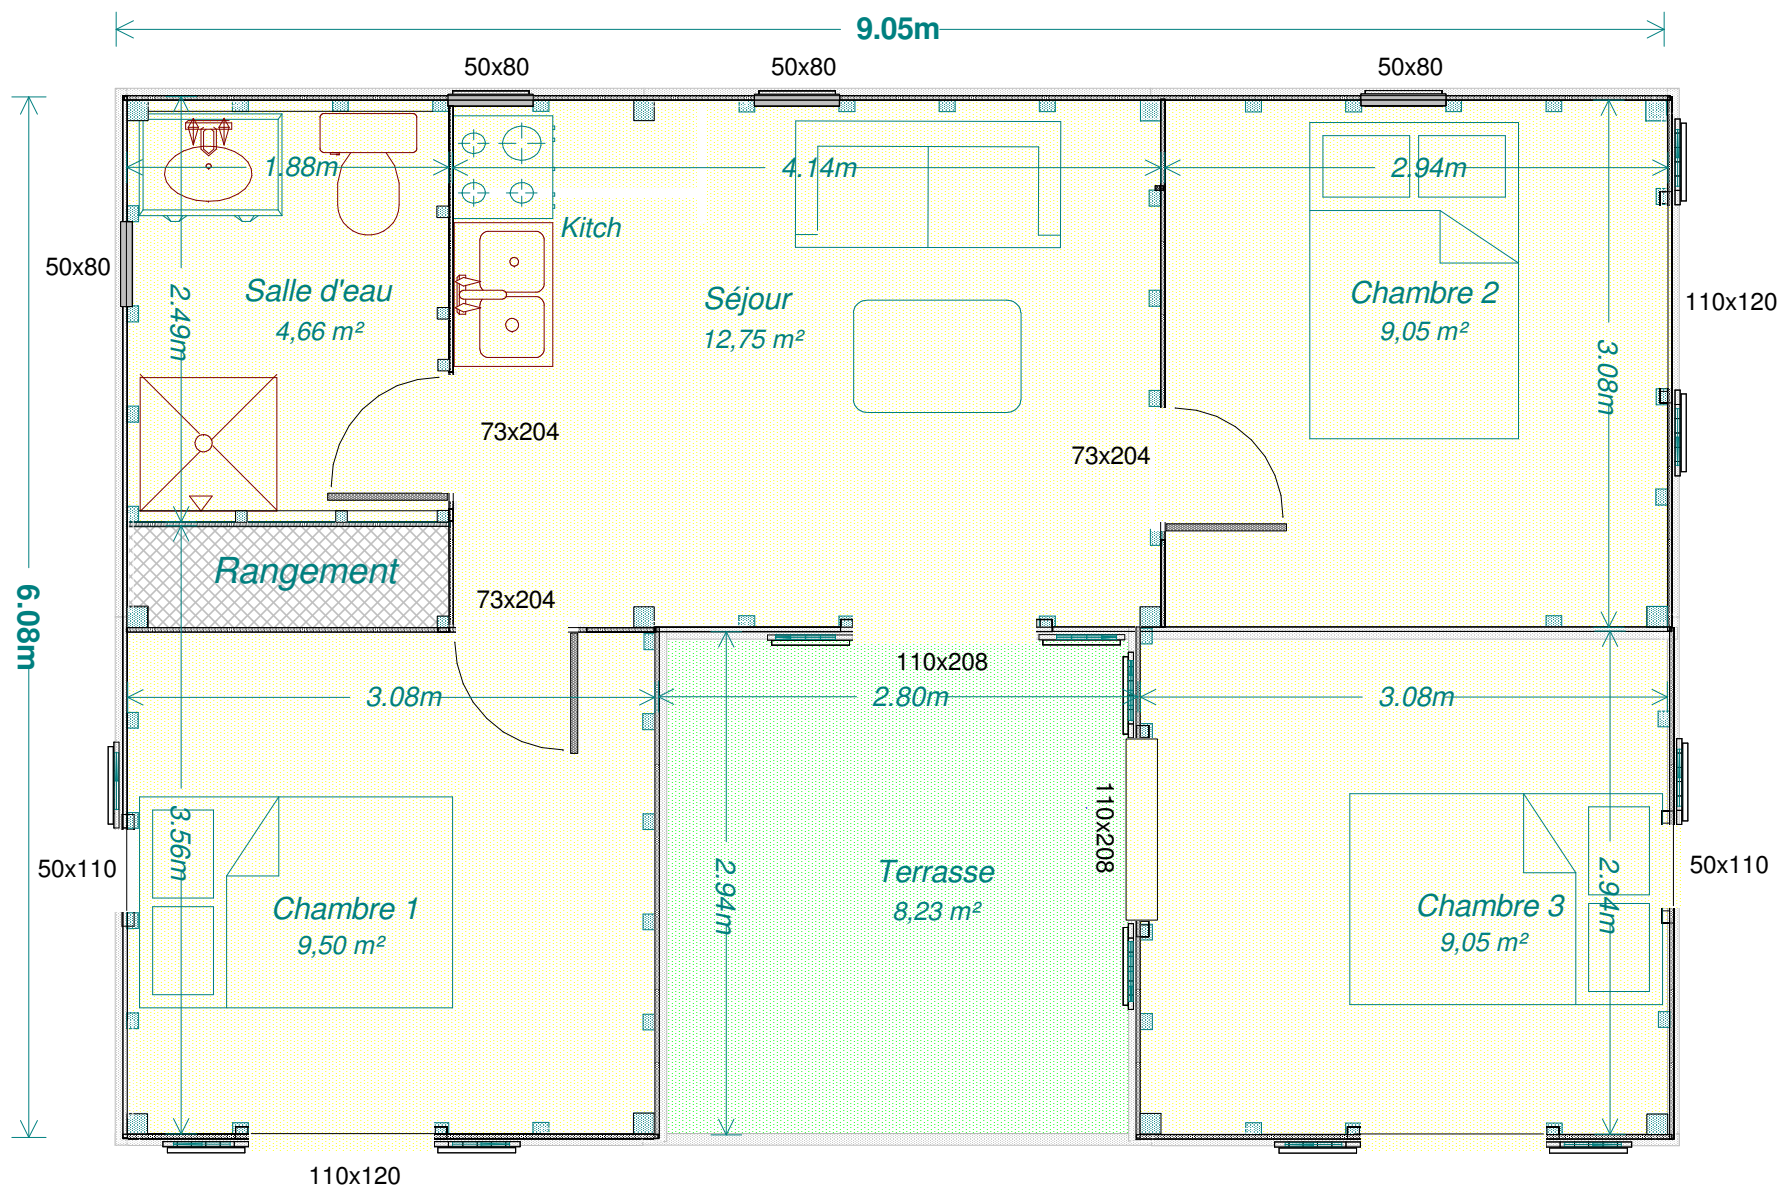 9.05m
50x80
50x80
50x80
1.88m
4.14m
2.94m
Kitch
50x80
Salle d'eau
4,66 m²
2.49m
Séjour
12,75 m²
Chambre 2
9,05 m²
110x120
3.08m
73x204
73x204
Rangement
73x204
6.08m
110x208
3.08m
2.80m
3.08m
110x208
3.56m
50x110
Chambre 1
9,50 m²
2.94m
Terrasse
8,23 m²
Chambre 3
9,05 m²
2.94m
50x110
110x120